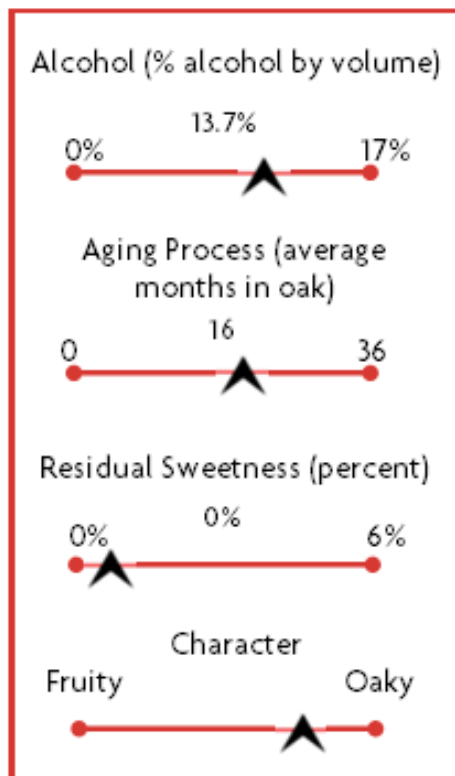 Alcohol (% alcohol by volume)
13.7%
0% 17%
Aging Process (average
months in oak)
16
0 36
Residual Sweetness (percent)
0%
0% 6%
Character
Fruity Oaky